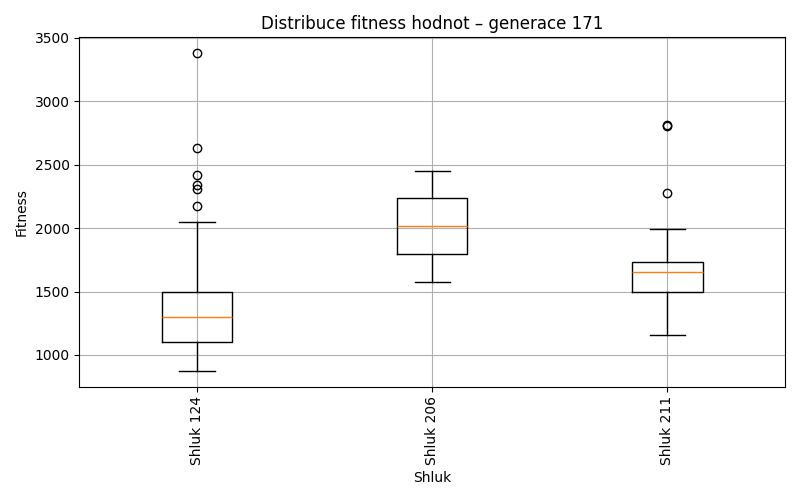 Distribuce fitness hodnot – generace 171
Fitness
3500
3000
2500
2000
1500
1000
Shluk 124
Shluk 206
Shluk 211
Shluk